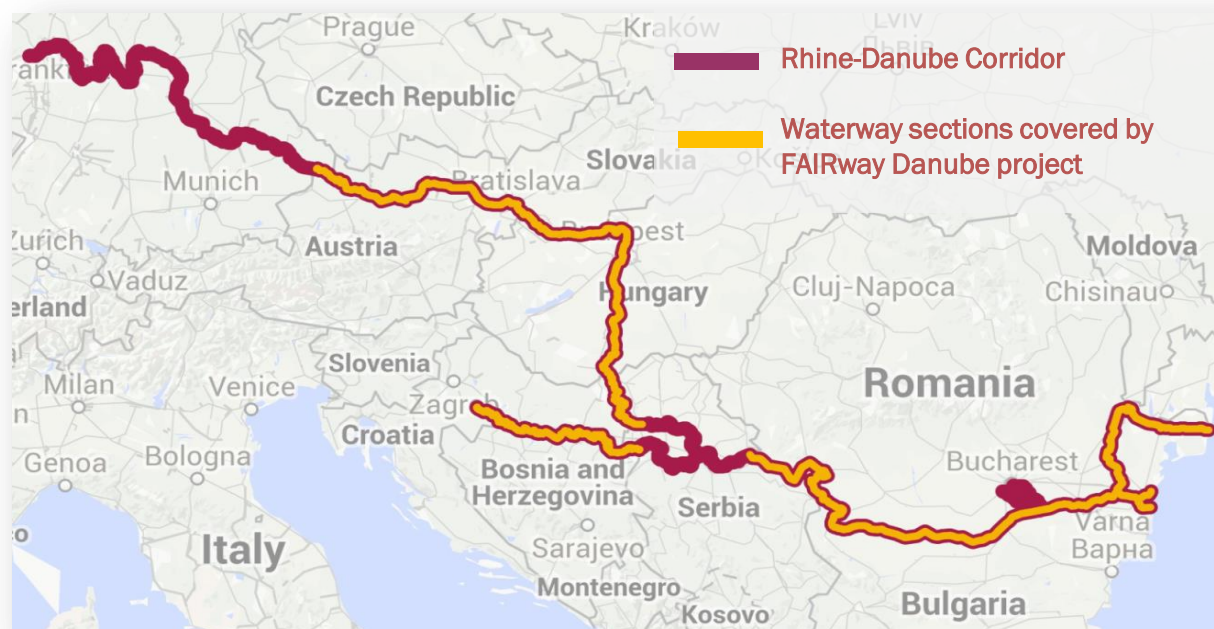 Prague
Kraków
Rhine-Danube Corridor
Czech Republic
Waterway sections covered by
FAIRway Danube project
Slovakia
Munich
Bratislava
Zurich
Austria
Moldova
Vaduz
erland
Hungary
Cluj-Napoca
Chisinau
Slovenia
Milan
Venice
Romania
n
Zagreb
Croatia
Genoa
Bologna
Bosnia and
Herzegovina
Bucharest
Serbia
Varna
Варна
Italy
Sarajevo
Montenegro
Kosovo
Bulgaria